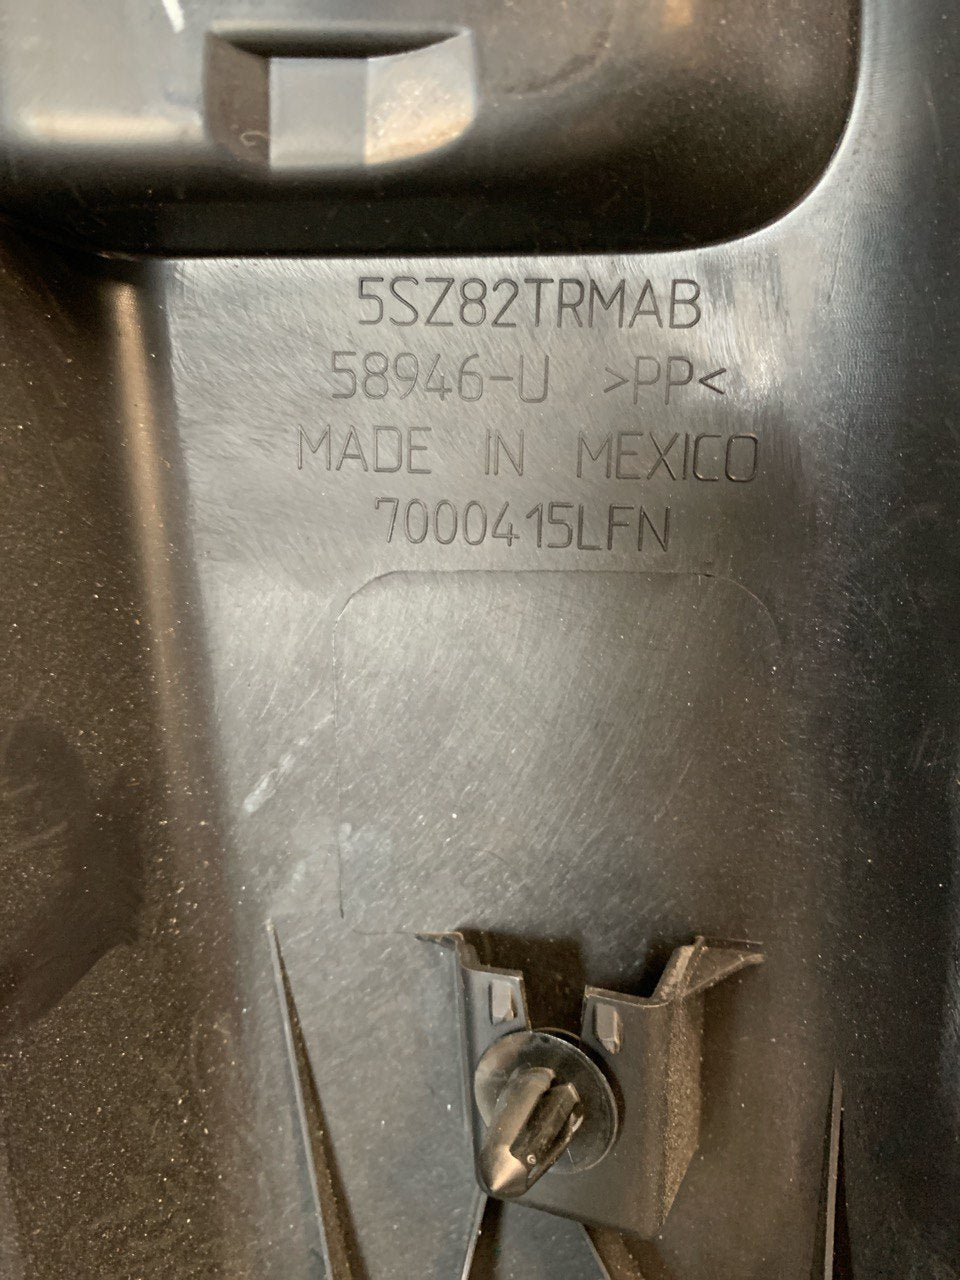 5SZ82TRMAB
58946-U >PP<
MADE IN MEXICO
7000415LFN